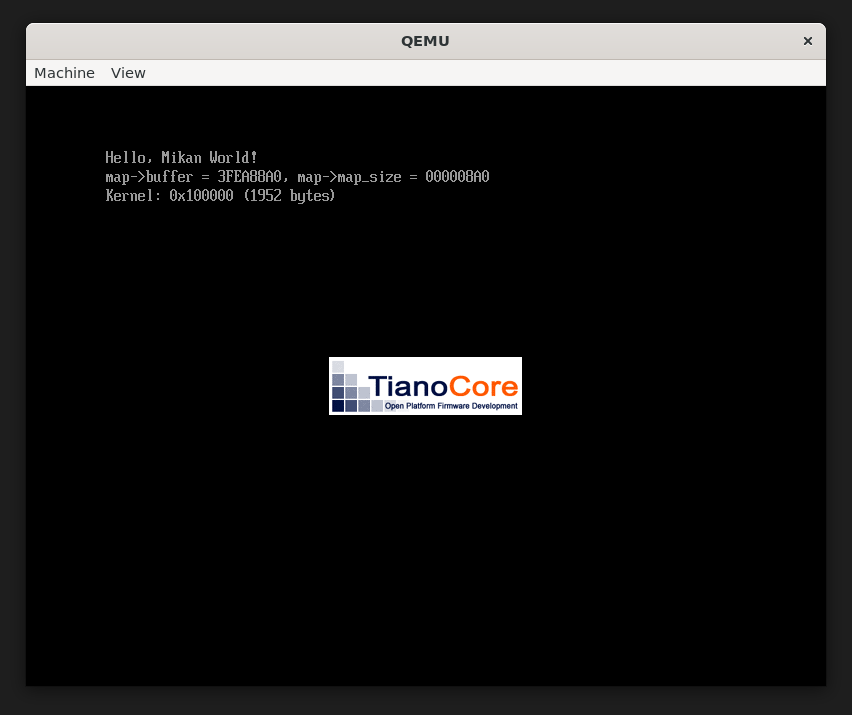 QEMU
Machine View
Hello, Mikan World!
map->buffer = 3FEA88A0, map->map_size = 000008A0
Kernel: 0x100000 (1952 bytes)
TianoCore
Open Platform Firmware Development